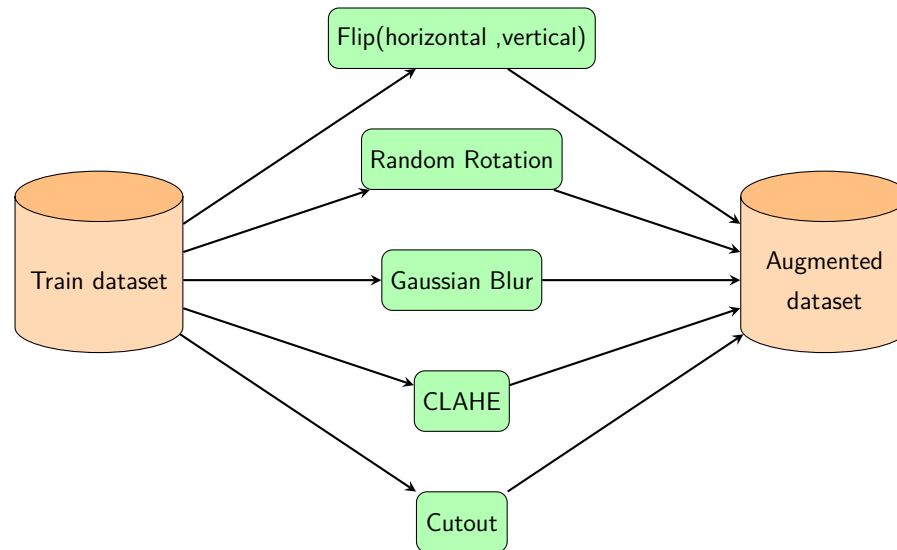 Flip(horizontal ,vertical)
Random Rotation
Train dataset
Gaussian Blur
Augmented
dataset
CLAHE
Cutout